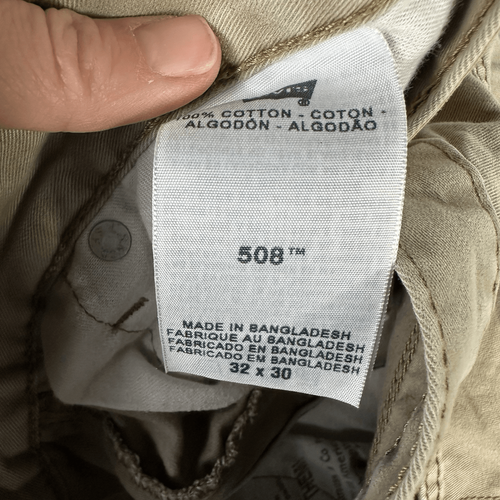 % COTTON - COTON -
ALGODÓN - ALGODÃO
508™
MADE IN BANGLADESH
FABRIQUE AU BANGLADESH
FABRICADO EN BANGLADESH
FABRICADO EM BANGLADESH
32 x 30